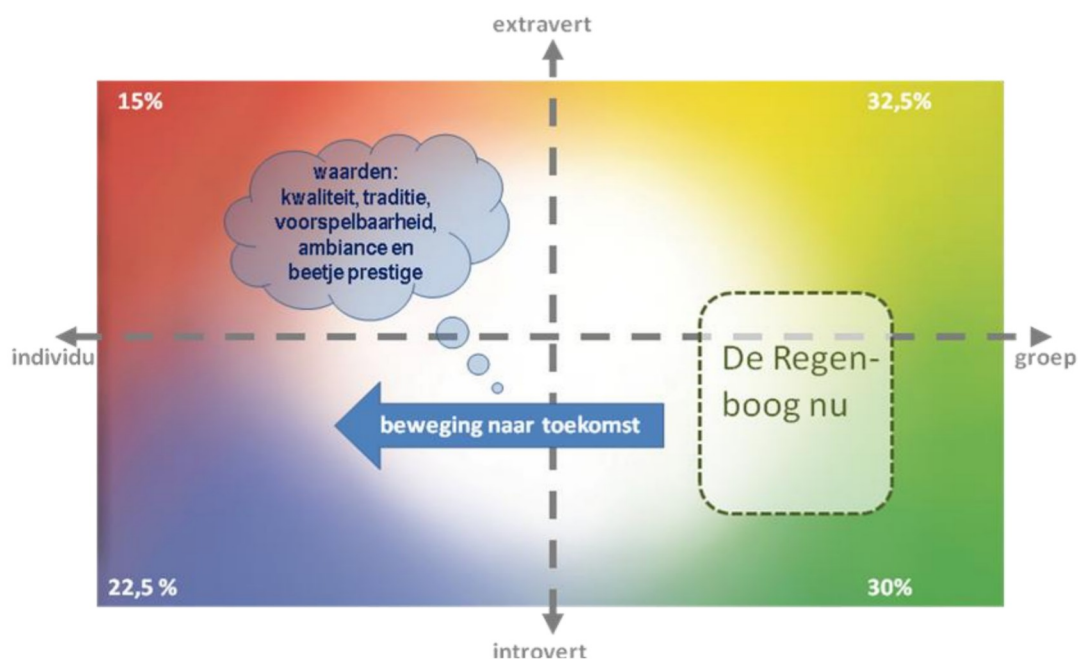 extravert
15%
32,5%
waarden:
kwaliteit, traditie,
voorspelbaarheid,
ambiance en
beetje prestige
individu
groep
De Regen-
boog nu
beweging naar toekomst
22,5 %
30%
introvert